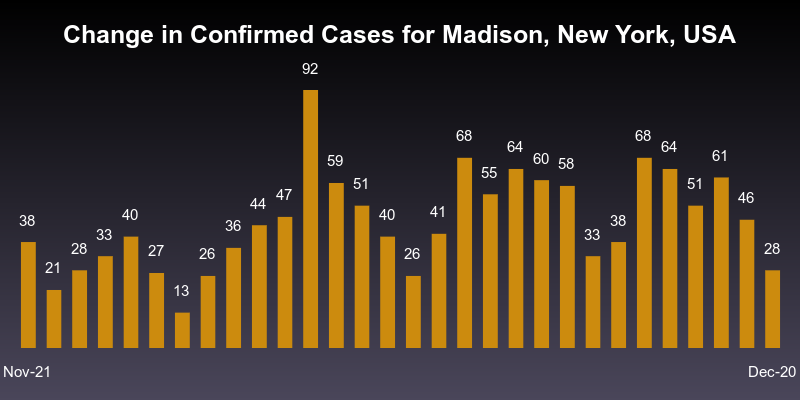 Change in Confirmed Cases for Madison, New York, USA
38 21 28 33 40 27 13 26 36 44 47 92 59 51 40 26 41 68 55 64 60 58 33 38 68 64 51 61 46 28
Nov-21 Dec-20